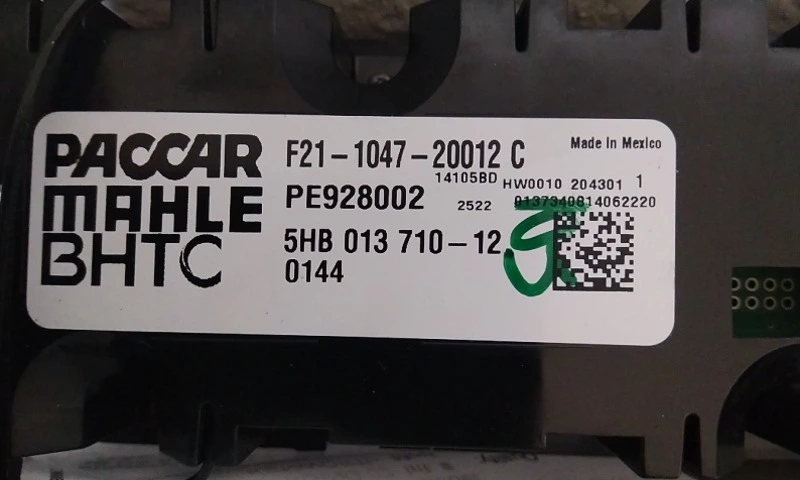 PACCAR
MAHLE
BHTC
F21-1047-20012 C
Made In Mexico
14105BD HW0010 204301 1
PE928002
2522 9137340814062220
5HB 013 710-12
0144